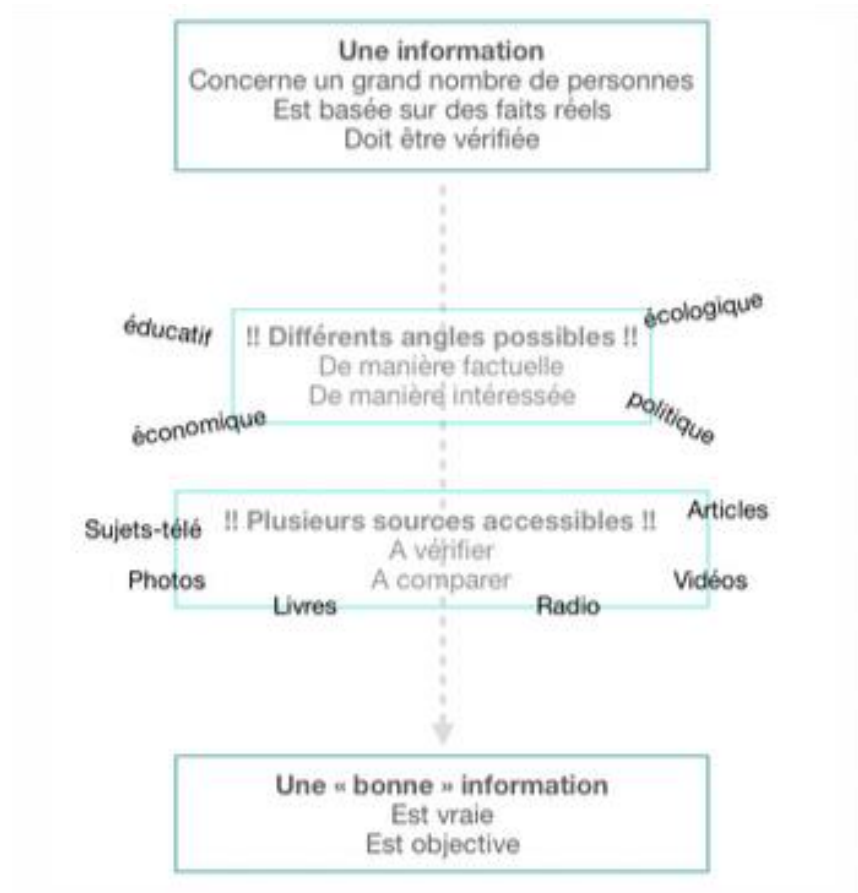 Une information
Concerne un grand nombre de personnes
Est basée sur des faits réels
Doit être vérifiée
éducatif
écologique
!! Différents angles possibles !!
De manière factuelle
De manière intéressée
économique
politique
Sujets-télé
!! Plusieurs sources accessibles !!
Articles
A vérifier
Photos
A comparer
Vidéos
Livres
Radio
Une « bonne » information
Est vraie
Est objective